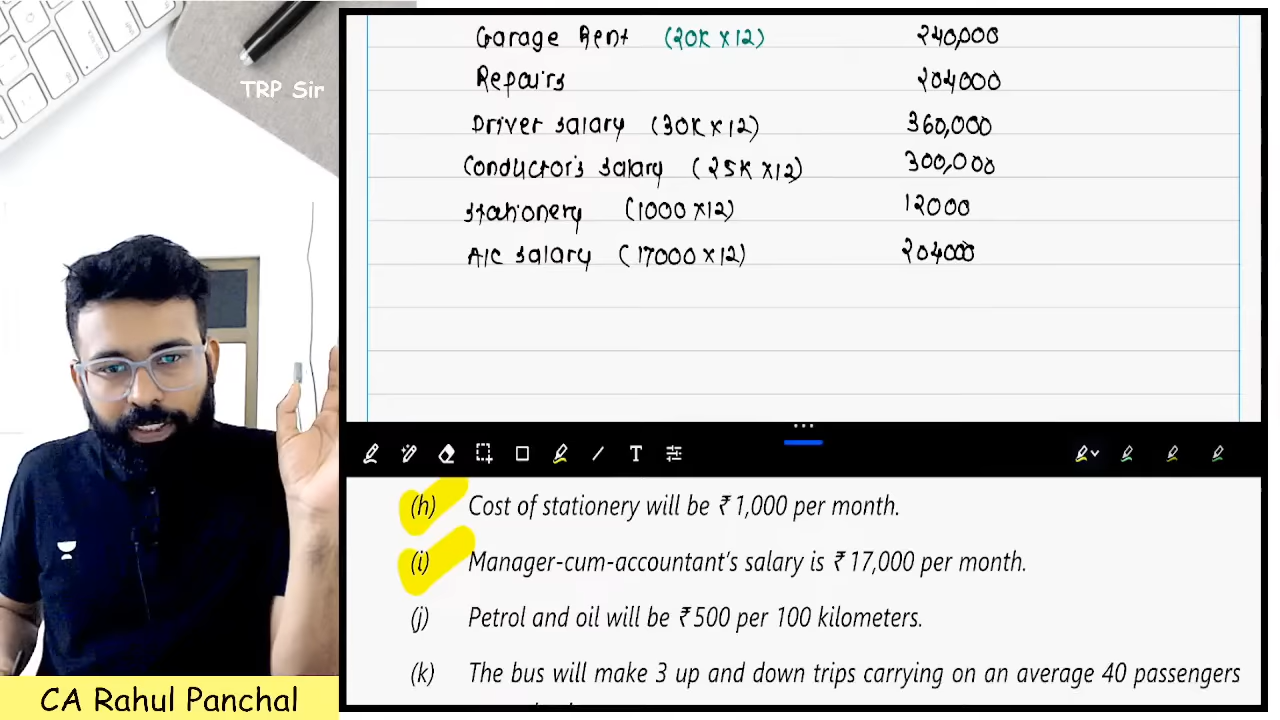 TRP Sir
Garage Rent (20K x 12) 240,000
Repairs 204000
Driver salary (30K x 12) 360,000
Conductor's salary (25K x 12) 300,000
Stationery (1000 x 12) 12000
A/C salary (17000 x 12) 204000
T
(h) Cost of stationery will be ₹ 1,000 per month.
(i) Manager-cum-accountant's salary is ₹ 17,000 per month.
(j) Petrol and oil will be ₹ 500 per 100 kilometers.
(k) The bus will make 3 up and down trips carrying on an average 40 passengers
CA Rahul Panchal